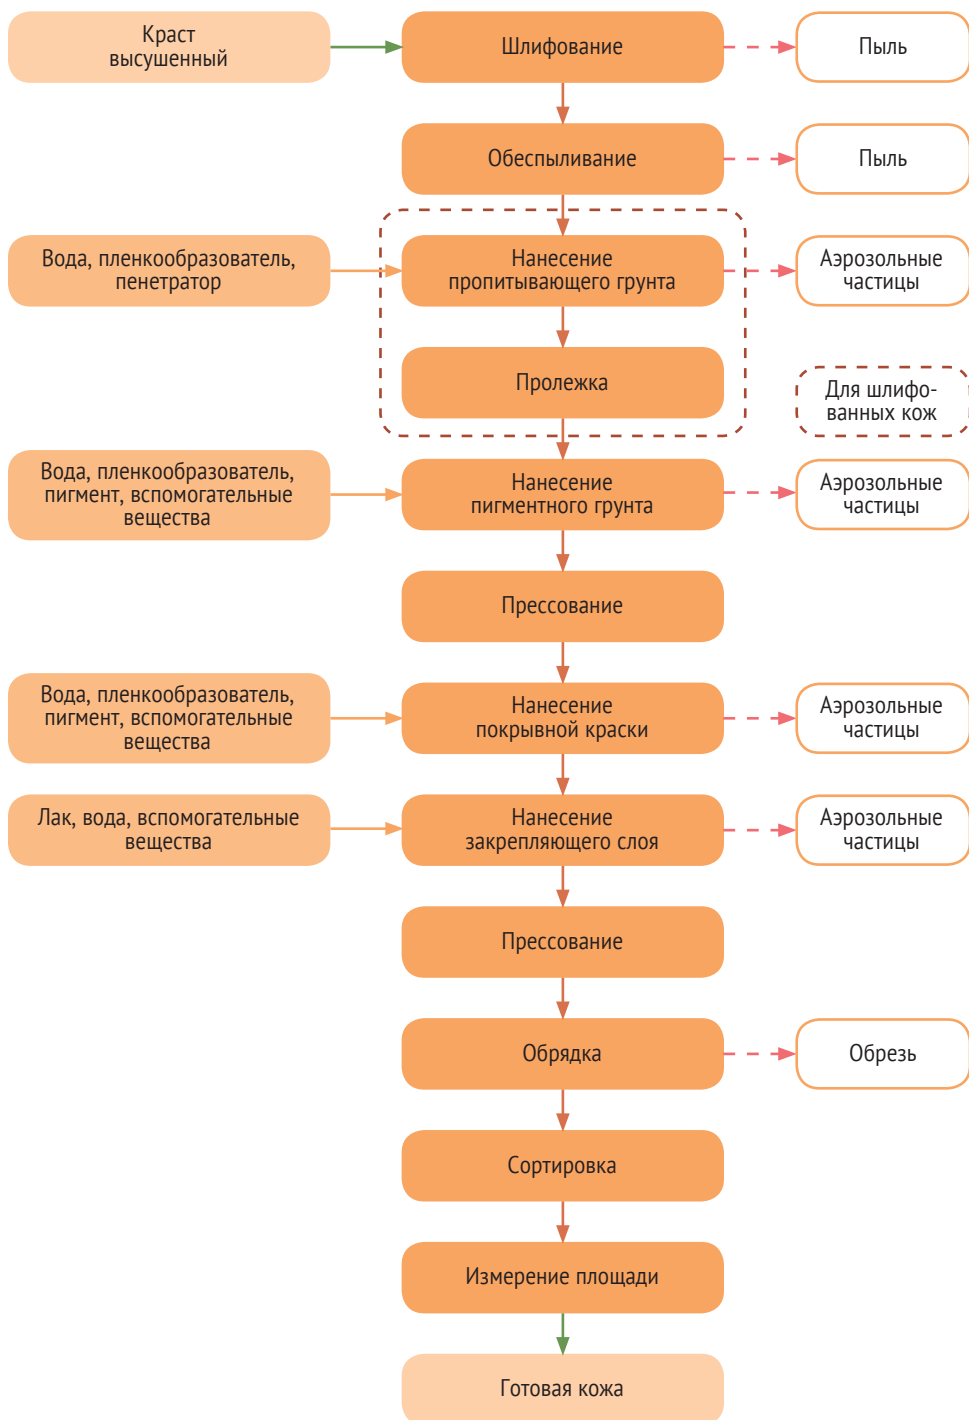 Краст
высушенный
Шлифование
Пыль
Обеспыливание
Пыль
Вода, пленкообразователь,
пенетратор
Нанесение
пропитывающего грунта
Аэрозольные
частицы
Пролежка
Для шлифо-
ванных кож
Вода, пленкообразователь,
пигмент, вспомогательные
вещества
Нанесение
пигментного грунта
Аэрозольные
частицы
Прессование
Вода, пленкообразователь,
пигмент, вспомогательные
вещества
Нанесение
покрывной краски
Аэрозольные
частицы
Лак, вода, вспомогательные
вещества
Нанесение
закрепляющего слоя
Аэрозольные
частицы
Прессование
Обрядка
Обрезь
Сортировка
Измерение площади
Готовая кожа